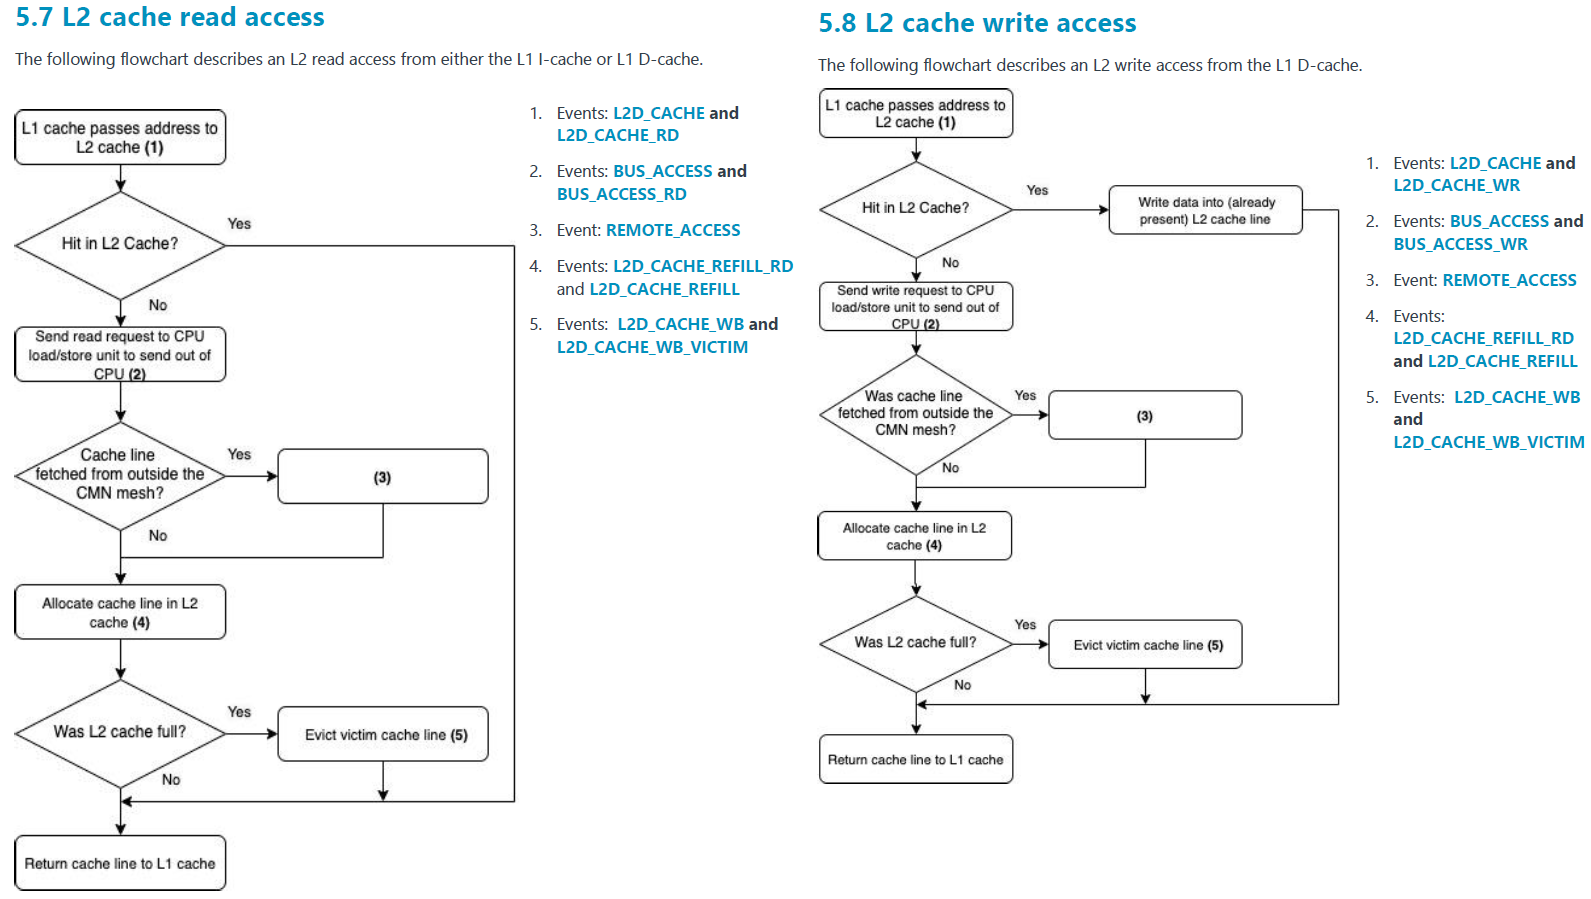 5.7 L2 cache read access
The following flowchart describes an L2 read access from either the L1 I-cache or L1 D-cache.
L1 cache passes address to
L2 cache (1)
Hit in L2 Cache?
Yes
No
Send read request to CPU
load/store unit to send out of
CPU (2)
Cache line
fetched from outside the
CMN mesh?
Yes
(3)
No
Allocate cache line in L2
cache (4)
Was L2 cache full?
Yes
Evict victim cache line (5)
No
Return cache line to L1 cache
1. Events: L2D_CACHE and
L2D_CACHE_RD
2. Events: BUS_ACCESS and
BUS_ACCESS_RD
3. Event: REMOTE_ACCESS
4. Events: L2D_CACHE_REFILL_RD
and L2D_CACHE_REFILL
5. Events: L2D_CACHE_WB and
L2D_CACHE_WB_VICTIM
5.8 L2 cache write access
The following flowchart describes an L2 write access from the L1 D-cache.
L1 cache passes address to
L2 cache (1)
Hit in L2 Cache?
Yes
Write data into (already
present) L2 cache line
No
Send write request to CPU
load/store unit to send out of
CPU (2)
Was cache line
fetched from outside the
CMN mesh?
Yes
(3)
No
Allocate cache line in L2
cache (4)
Was L2 cache full?
Yes
Evict victim cache line (5)
No
Return cache line to L1 cache
1. Events: L2D_CACHE and
L2D_CACHE_WR
2. Events: BUS_ACCESS and
BUS_ACCESS_WR
3. Event: REMOTE_ACCESS
4. Events:
L2D_CACHE_REFILL_RD
and L2D_CACHE_REFILL
5. Events: L2D_CACHE_WB
and
L2D_CACHE_WB_VICTIM